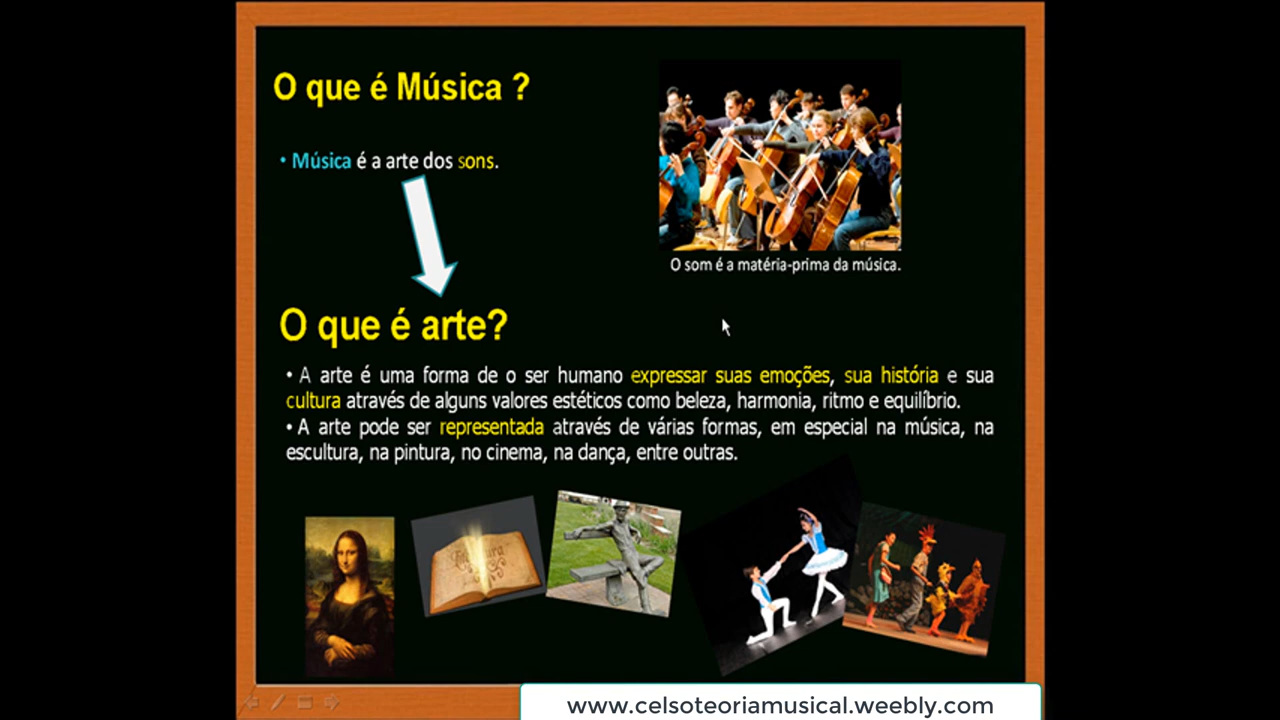 O que é Música ?
• Música é a arte dos sons.
O som é a matéria-prima da música.
O que é arte?
• A arte é uma forma de o ser humano expressar suas emoções, sua história e sua
cultura através de alguns valores estéticos como beleza, harmonia, ritmo e equilíbrio.
• A arte pode ser representada através de várias formas, em especial na música, na
escultura, na pintura, no cinema, na dança, entre outras.
www.celsoteoriamusical.weebly.com